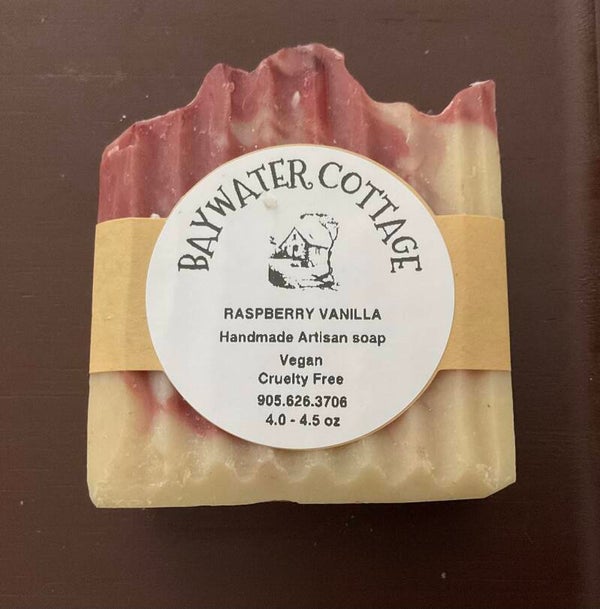 BAYWATER COTTAGE
RASPBERRY VANILLA
Handmade Artisan soap
Vegan
Cruelty Free
905.626.3706
4.0 - 4.5 oz